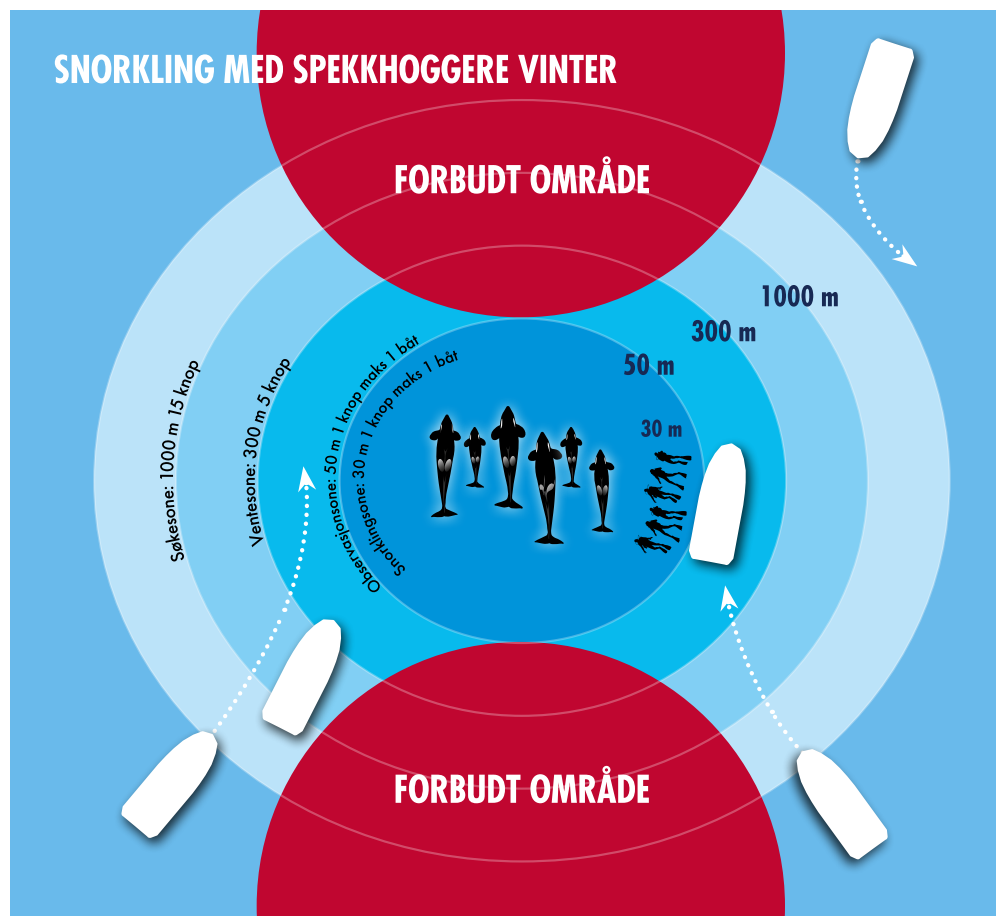 SNORKLING MED SPEKKHOGGERE VINTER
FORBUDT OMRÅDE
1000 m
300 m
50 m
30 m
Søkesone: 1000 m 15 knop
Ventesone: 300 m 5 knop
Observasjonsone: 50 m 1 knop maks 1 båt
Snorklingsone: 30 m 1 knop maks 1 båt
FORBUDT OMRÅDE